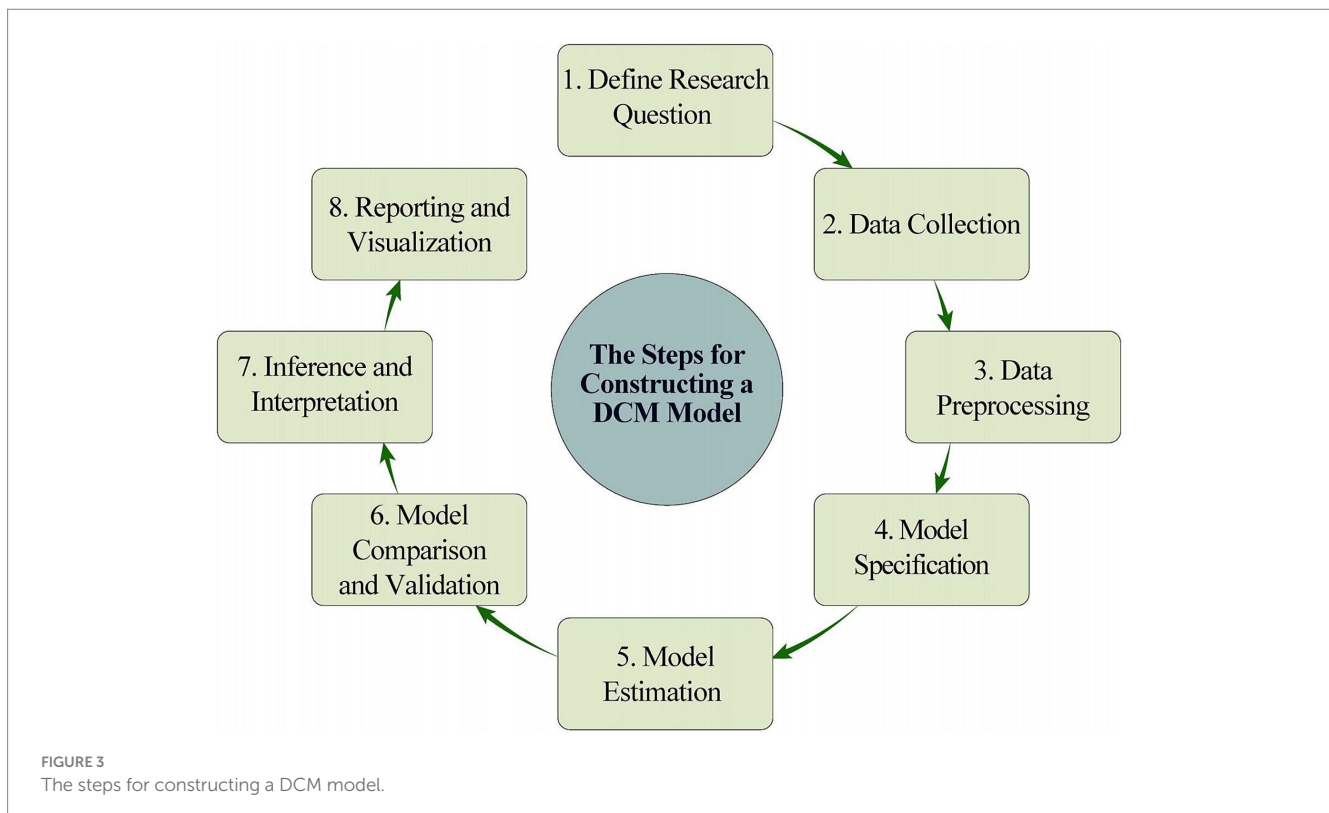 1. Define Research
Question
2. Data Collection
3. Data
Preprocessing
4. Model
Specification
5. Model
Estimation
6. Model
Comparison
and Validation
7. Inference and
Interpretation
8. Reporting and
Visualization
The Steps for
Constructing a
DCM Model
FIGURE 3
The steps for constructing a DCM model.